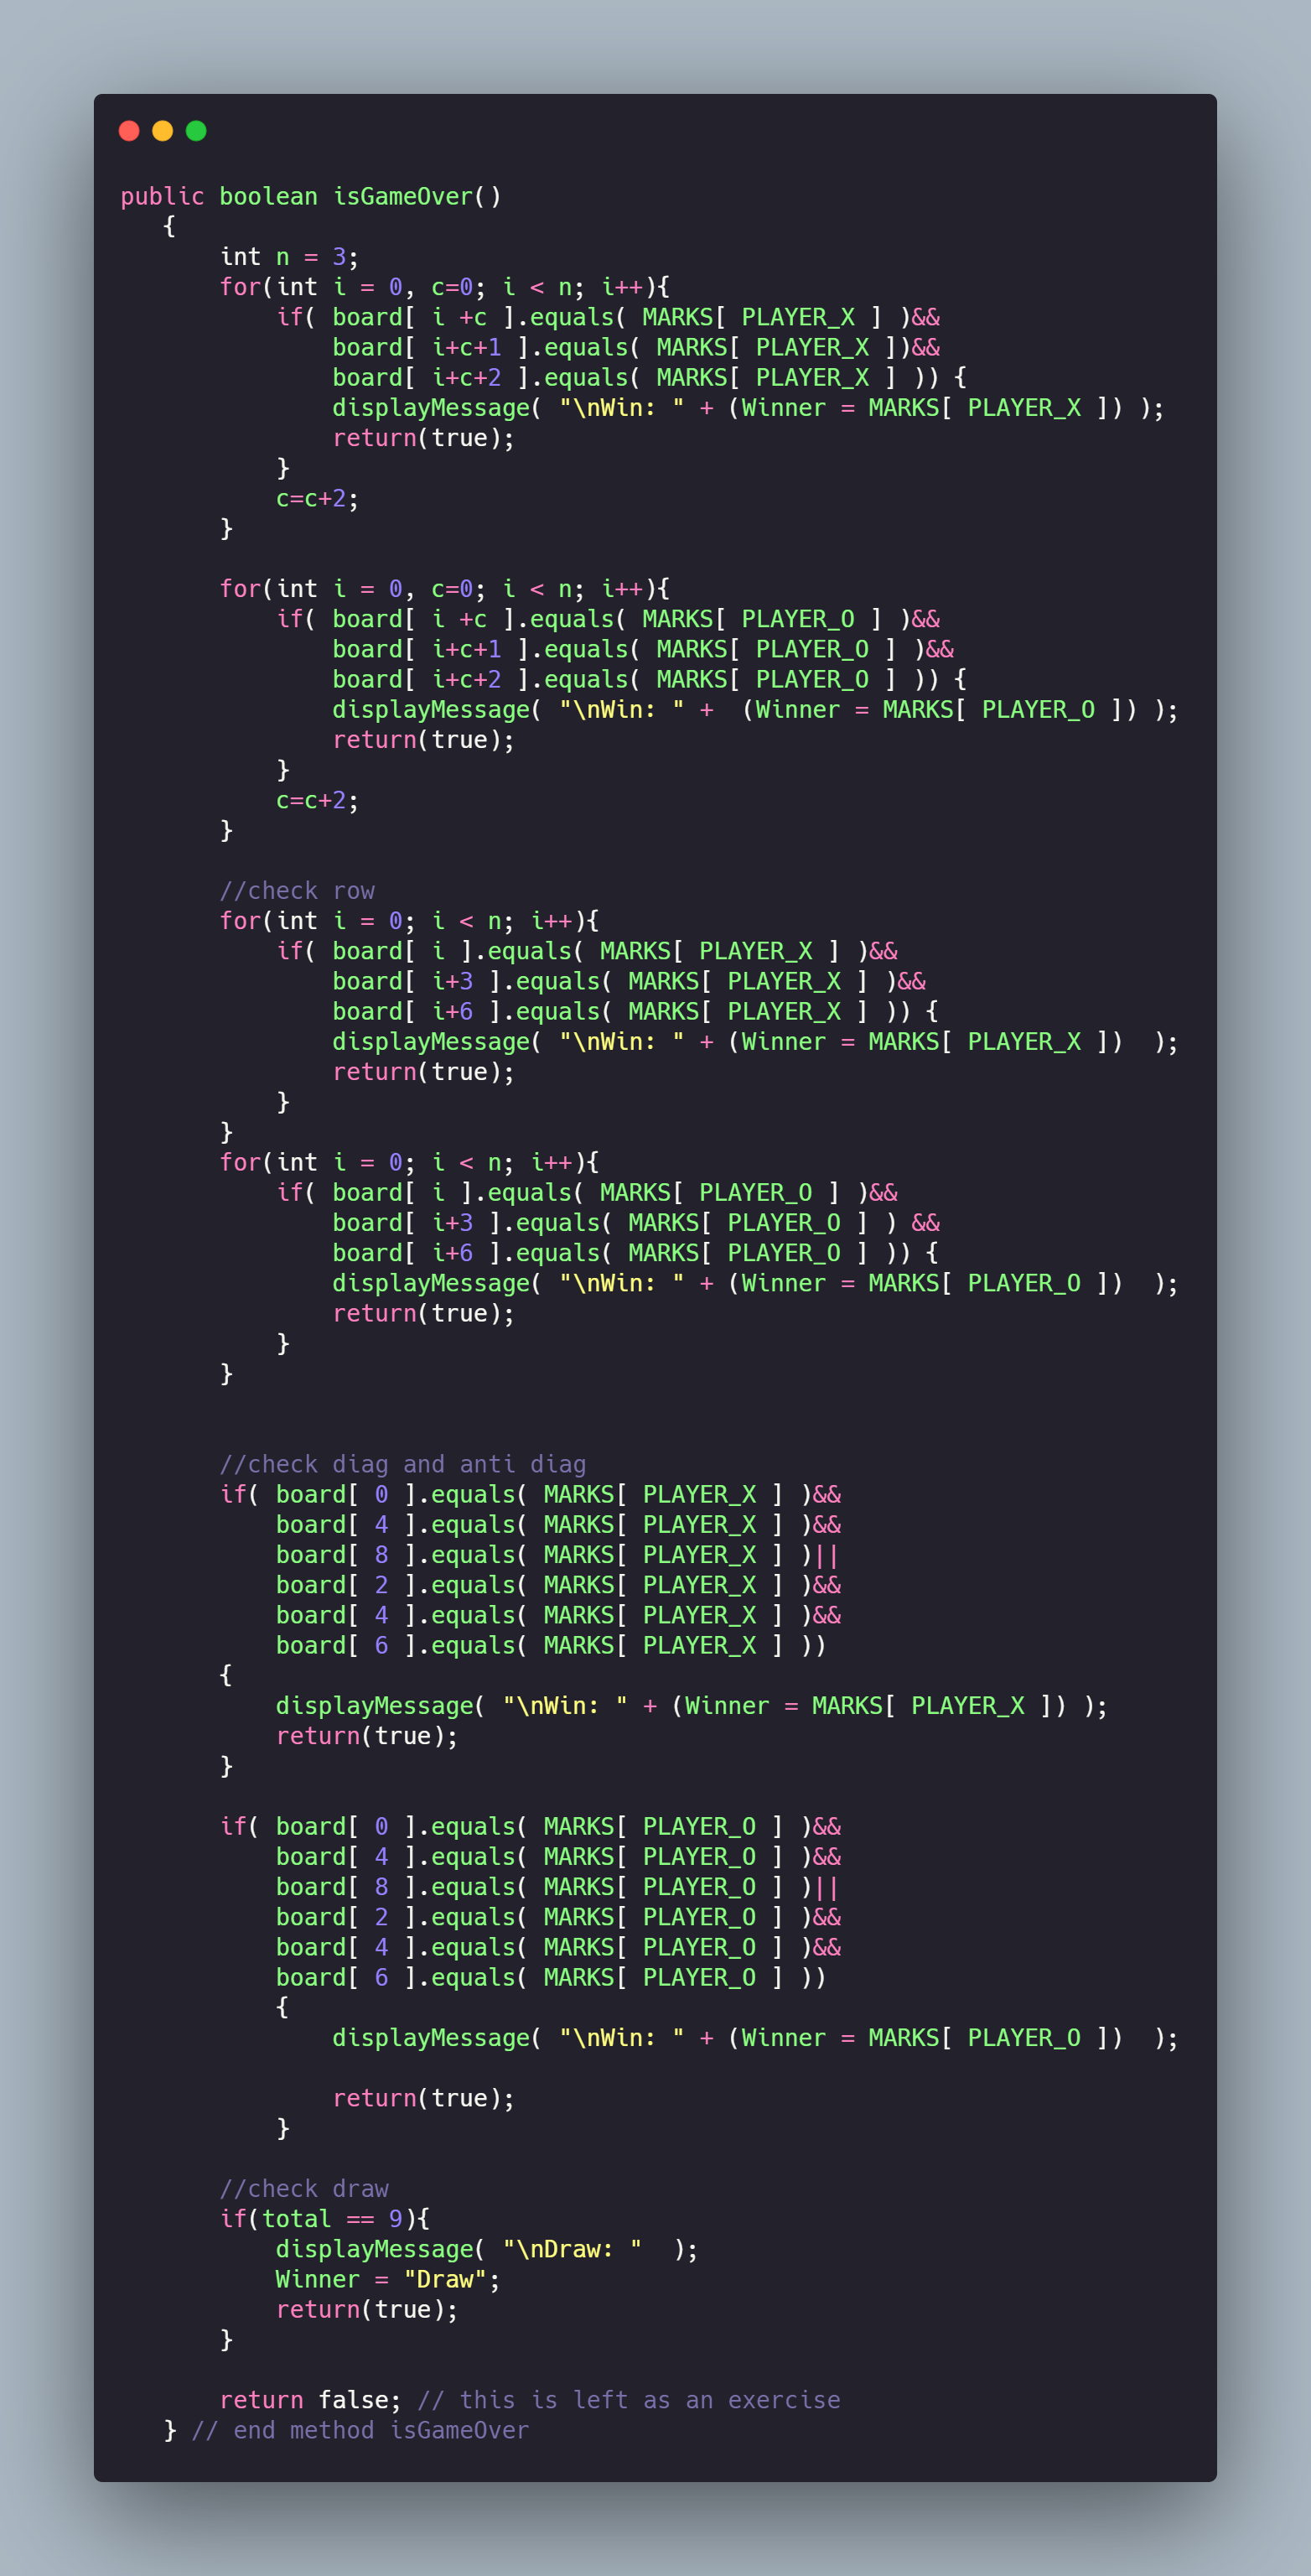 public boolean isGameOver()
   {
       int n = 3;
       for(int i = 0, c=0; i < n; i++){
           if( board[ i +c ].equals( MARKS[ PLAYER_X ] )&&
               board[ i+c+1 ].equals( MARKS[ PLAYER_X ])&&
               board[ i+c+2 ].equals( MARKS[ PLAYER_X ] )) {
               displayMessage( "\nWin: " + (Winner = MARKS[ PLAYER_X ]) );
               return(true);
           }
           c=c+2;
       }

       for(int i = 0, c=0; i < n; i++){
           if( board[ i +c ].equals( MARKS[ PLAYER_O ] )&&
               board[ i+c+1 ].equals( MARKS[ PLAYER_O ] )&&
               board[ i+c+2 ].equals( MARKS[ PLAYER_O ] )) {
               displayMessage( "\nWin: " +  (Winner = MARKS[ PLAYER_O ]) );
               return(true);
           }
           c=c+2;
       }

       //check row
       for(int i = 0; i < n; i++){
           if( board[ i ].equals( MARKS[ PLAYER_X ] )&&
               board[ i+3 ].equals( MARKS[ PLAYER_X ] )&&
               board[ i+6 ].equals( MARKS[ PLAYER_X ] )) {
               displayMessage( "\nWin: " + (Winner = MARKS[ PLAYER_X ])  );
               return(true);
           }
       }
       for(int i = 0; i < n; i++){
           if( board[ i ].equals( MARKS[ PLAYER_O ] )&&
               board[ i+3 ].equals( MARKS[ PLAYER_O ] ) &&
               board[ i+6 ].equals( MARKS[ PLAYER_O ] )) {
               displayMessage( "\nWin: " + (Winner = MARKS[ PLAYER_O ])  );
               return(true);
           }
       }


       //check diag and anti diag
       if( board[ 0 ].equals( MARKS[ PLAYER_X ] )&&
           board[ 4 ].equals( MARKS[ PLAYER_X ] )&&
           board[ 8 ].equals( MARKS[ PLAYER_X ] )||
           board[ 2 ].equals( MARKS[ PLAYER_X ] )&&
           board[ 4 ].equals( MARKS[ PLAYER_X ] )&&
           board[ 6 ].equals( MARKS[ PLAYER_X ] ))
       {
           displayMessage( "\nWin: " + (Winner = MARKS[ PLAYER_X ]) );
           return(true);
       }

       if( board[ 0 ].equals( MARKS[ PLAYER_O ] )&&
           board[ 4 ].equals( MARKS[ PLAYER_O ] )&&
           board[ 8 ].equals( MARKS[ PLAYER_O ] )||
           board[ 2 ].equals( MARKS[ PLAYER_O ] )&&
           board[ 4 ].equals( MARKS[ PLAYER_O ] )&&
           board[ 6 ].equals( MARKS[ PLAYER_O ] ))
           {
               displayMessage( "\nWin: " + (Winner = MARKS[ PLAYER_O ])  );

               return(true);
           }

       //check draw
       if(total == 9){
           displayMessage( "\nDraw: "  );
           Winner = "Draw";
           return(true);
       }

       return false; // this is left as an exercise
   } // end method isGameOver